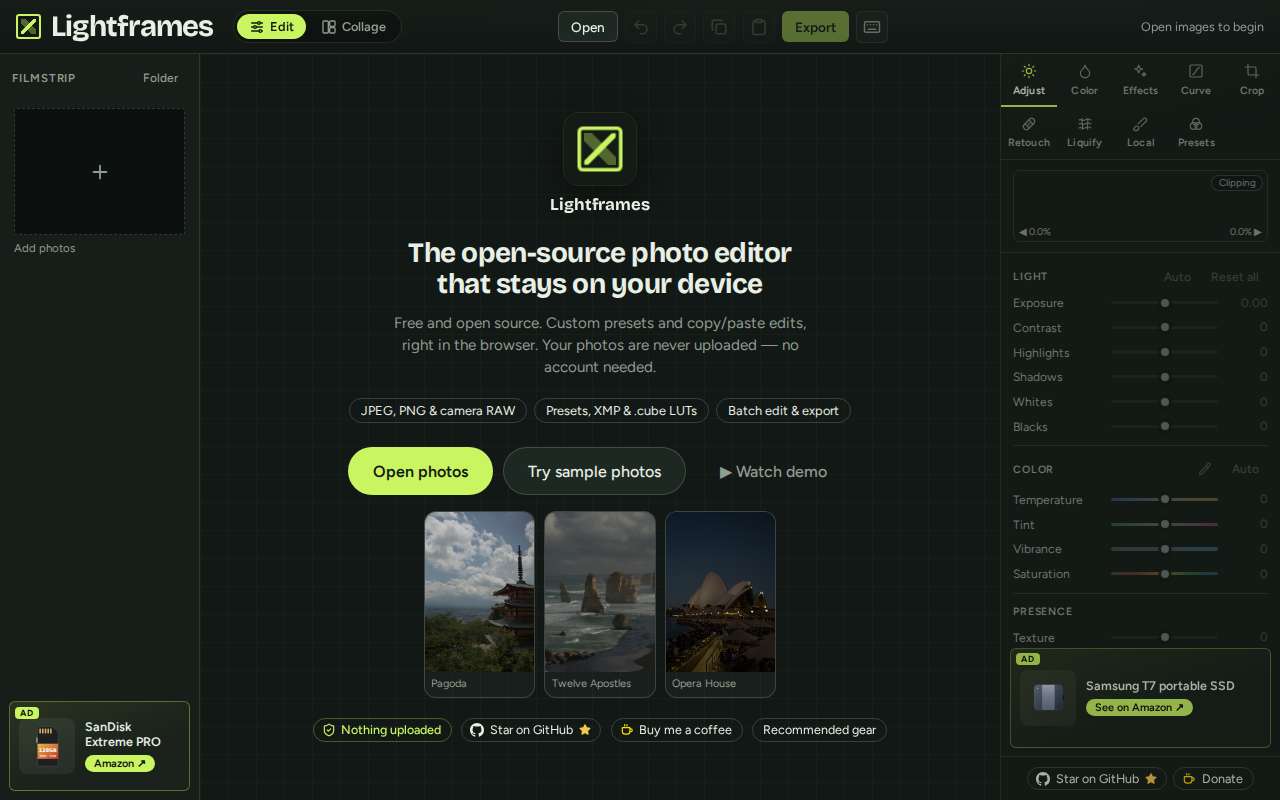 Lightframes
Edit
Collage
Open
Export
Open images to begin
FILMSTRIP
Folder
Add photos
Lightframes
The open-source photo editor
that stays on your device
Free and open source. Custom presets and copy/paste edits,
right in the browser. Your photos are never uploaded — no
account needed.
JPEG, PNG & camera RAW
Presets, XMP & .cube LUTs
Batch edit & export
Open photos
Try sample photos
▶ Watch demo
Pagoda
Twelve Apostles
Opera House
Nothing uploaded
Star on GitHub
Buy me a coffee
Recommended gear
AD
SanDisk
Extreme PRO
Amazon ↗
Adjust
Color
Effects
Curve
Crop
Retouch
Liquify
Local
Presets
Clipping
◀ 0.0%
0.0% ▶
LIGHT
Auto
Reset all
Exposure 0.00
Contrast 0
Highlights 0
Shadows 0
Whites 0
Blacks 0
COLOR
Auto
Temperature 0
Tint 0
Vibrance 0
Saturation 0
PRESENCE
Texture 0
AD
Samsung T7 portable SSD
See on Amazon ↗
Star on GitHub
Donate